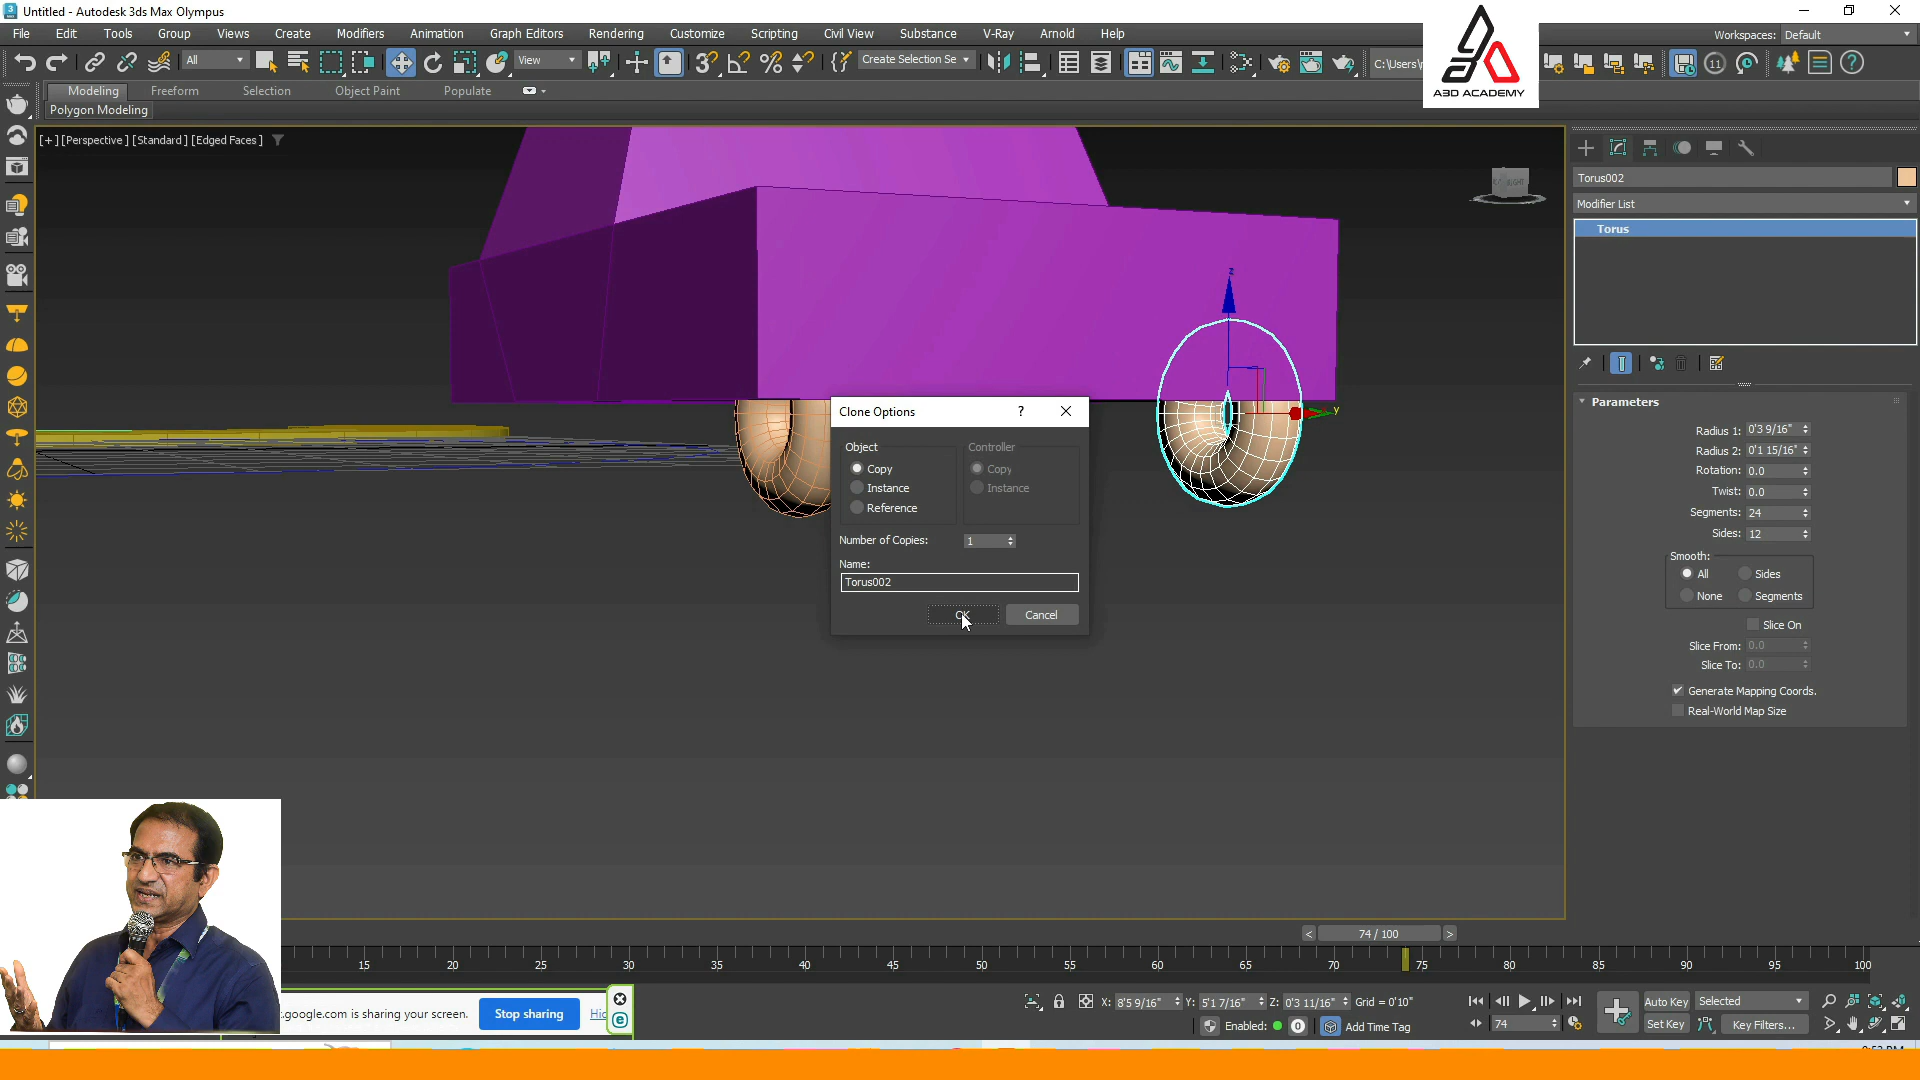 Untitled - Autodesk 3ds Max Olympus
File Edit Tools Group Views Create Modifiers Animation Graph Editors Rendering Customize Scripting Civil View Substance V-Ray Arnold Help
Workspaces: Default
All
View
Create Selection Se
C:\Users\
A3D ACADEMY
Modeling Freeform Selection Object Paint Populate
Polygon Modeling
[+] [Perspective] [Standard] [Edged Faces]
RIGHT
z
y
Torus002
Modifier List
Torus
Clone Options
?
Object
Copy
Instance
Reference
Controller
Copy
Instance
Number of Copies: 1
Name:
Torus002
OK Cancel
Parameters
Radius 1: 0'3 9/16"
Radius 2: 0'1 15/16"
Rotation: 0.0
Twist: 0.0
Segments: 24
Sides: 12
Smooth:
All Sides
None Segments
Slice On
Slice From: 0.0
Slice To: 0.0
Generate Mapping Coords.
Real-World Map Size
< 74 / 100 >
15 20 25 30 35 40 45 50 55 60 65 70 75 80 85 90 95 100
.google.com is sharing your screen. Stop sharing
X: 8'5 9/16" Y: 5'1 7/16" Z: 0'3 11/16" Grid = 0'10"
Enabled: 0 Add Time Tag
74
Auto Key Selected
Set Key Key Filters...